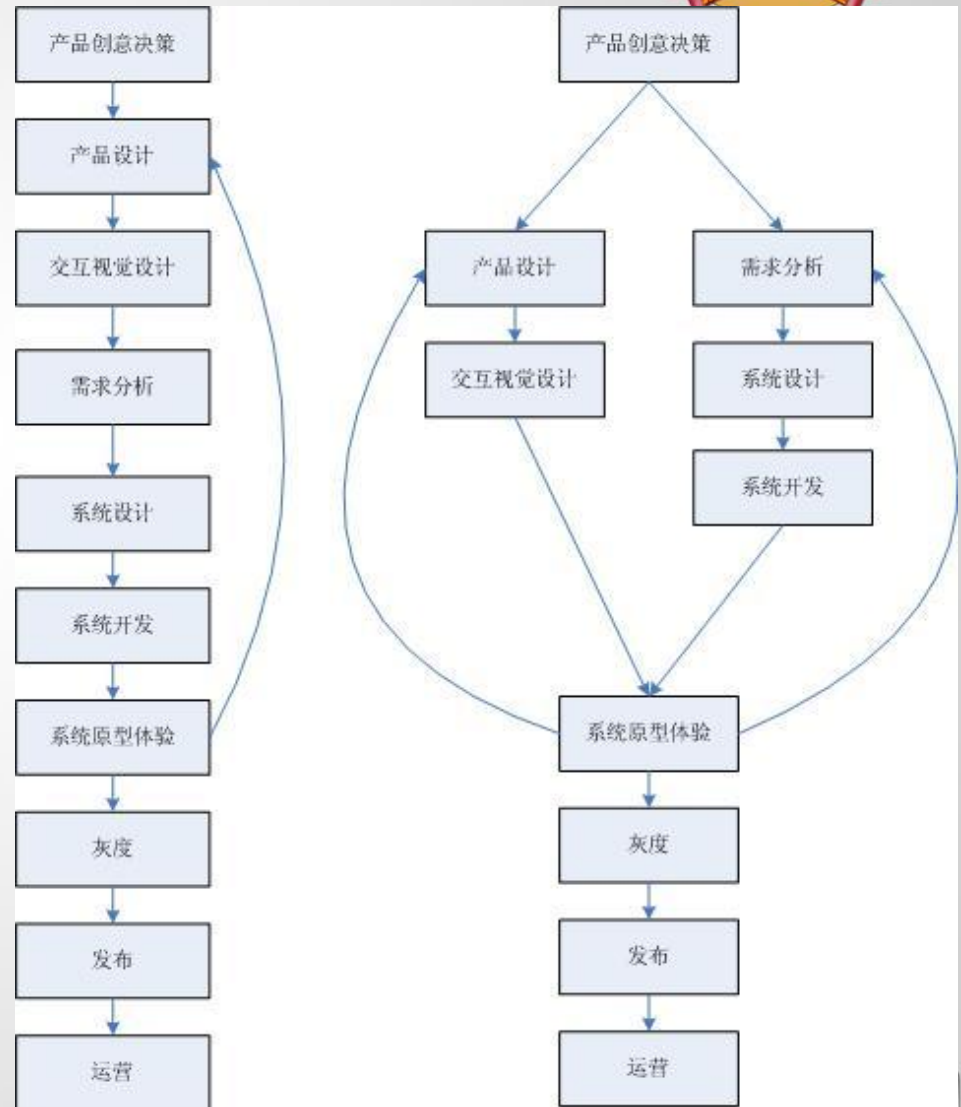 产品创意决策
产品设计
交互视觉设计
需求分析
系统设计
系统开发
系统原型体验
灰度
发布
运营
产品创意决策
产品设计
需求分析
交互视觉设计
系统设计
系统开发
系统原型体验
灰度
发布
运营